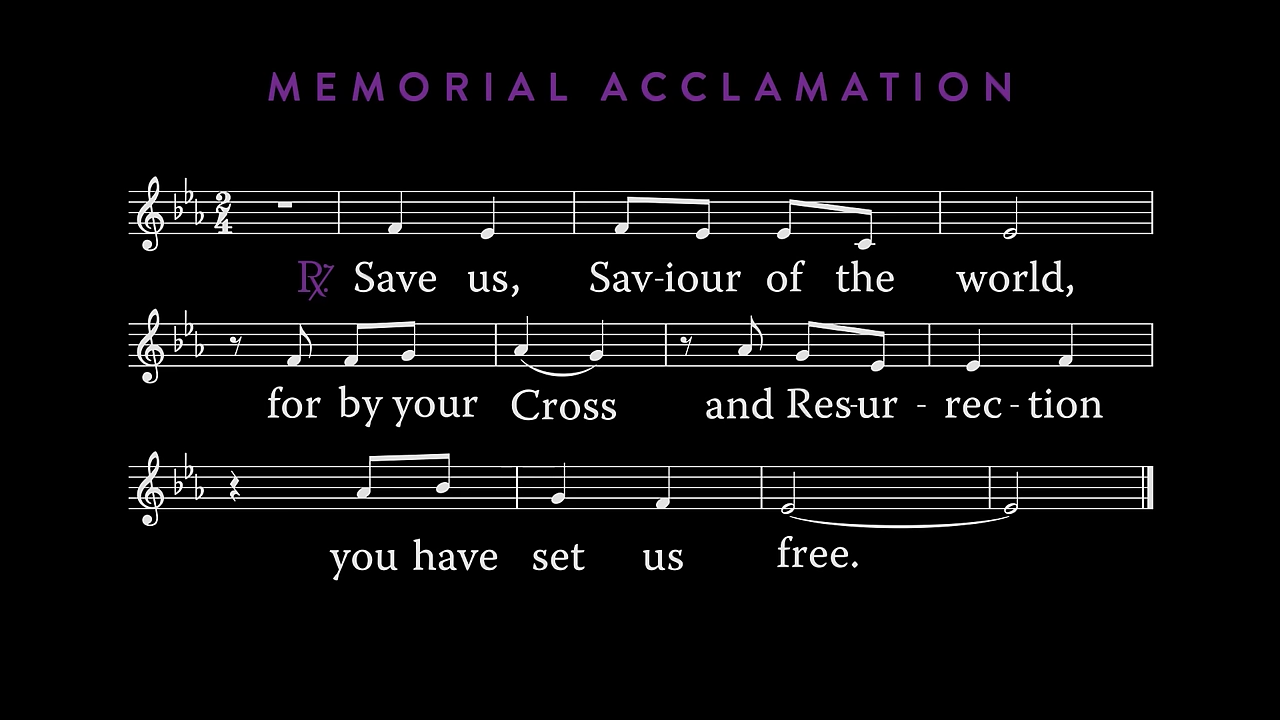 MEMORIAL ACCLAMATION
℟. Save us, Sav-iour of the world,
for by your Cross and Res-ur - rec - tion
you have set us free.